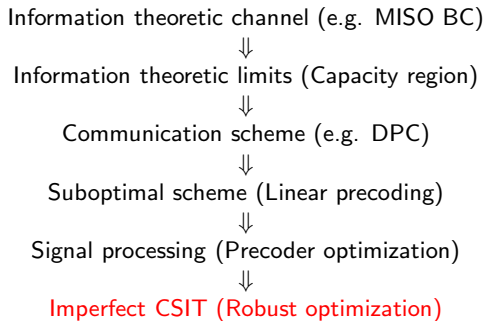 Information theoretic channel (e.g. MISO BC)
⇓
Information theoretic limits (Capacity region)
⇓
Communication scheme (e.g. DPC)
⇓
Suboptimal scheme (Linear precoding)
⇓
Signal processing (Precoder optimization)
⇓
Imperfect CSIT (Robust optimization)